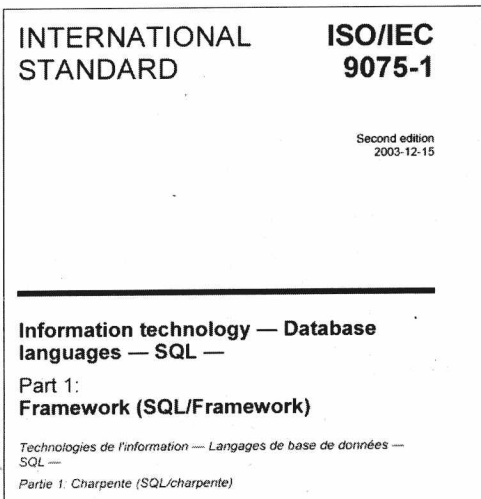 INTERNATIONAL STANDARD
ISO/IEC 9075-1
Second edition
2003-12-15
Information technology — Database
languages — SQL —
Part 1:
Framework (SQL/Framework)
Technologies de l'information — Langages de base de données —
SQL —
Partie 1: Charpente (SQL/charpente)